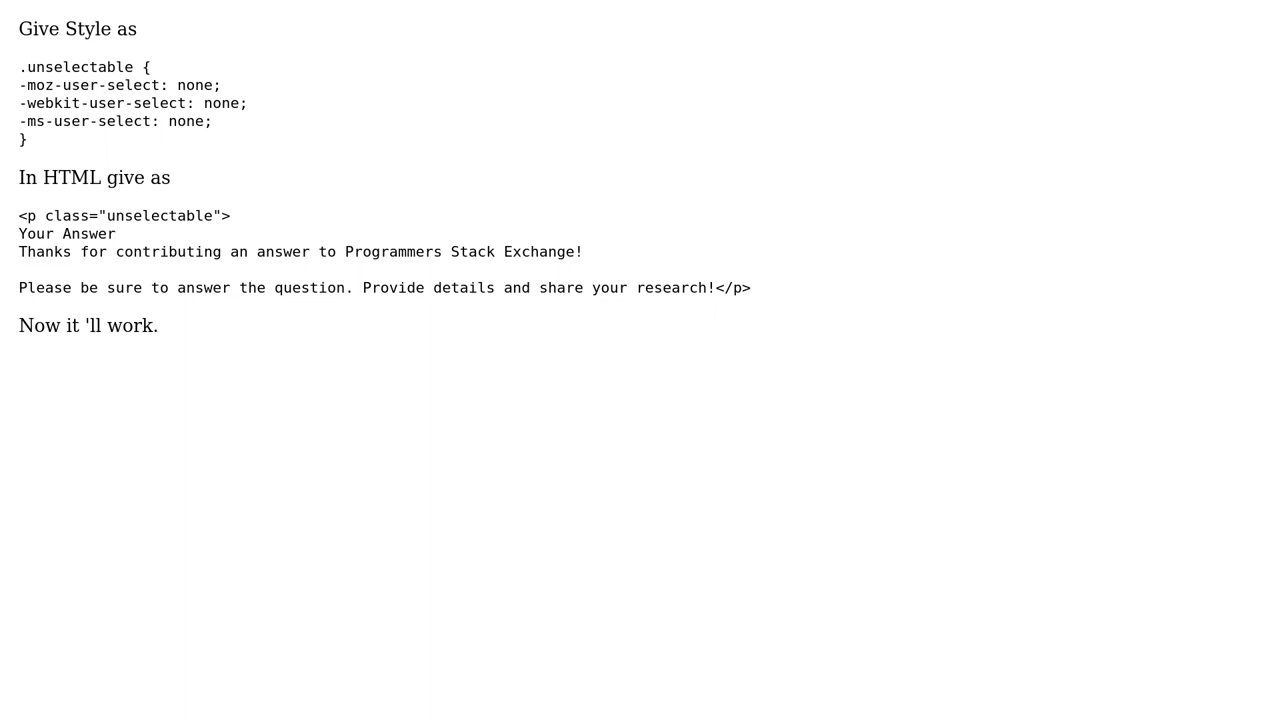 Give Style as
.unselectable {
-moz-user-select: none;
-webkit-user-select: none;
-ms-user-select: none;
}
In HTML give as
<p class="unselectable">
Your Answer
Thanks for contributing an answer to Programmers Stack Exchange!
Please be sure to answer the question. Provide details and share your research!</p>
Now it 'll work.